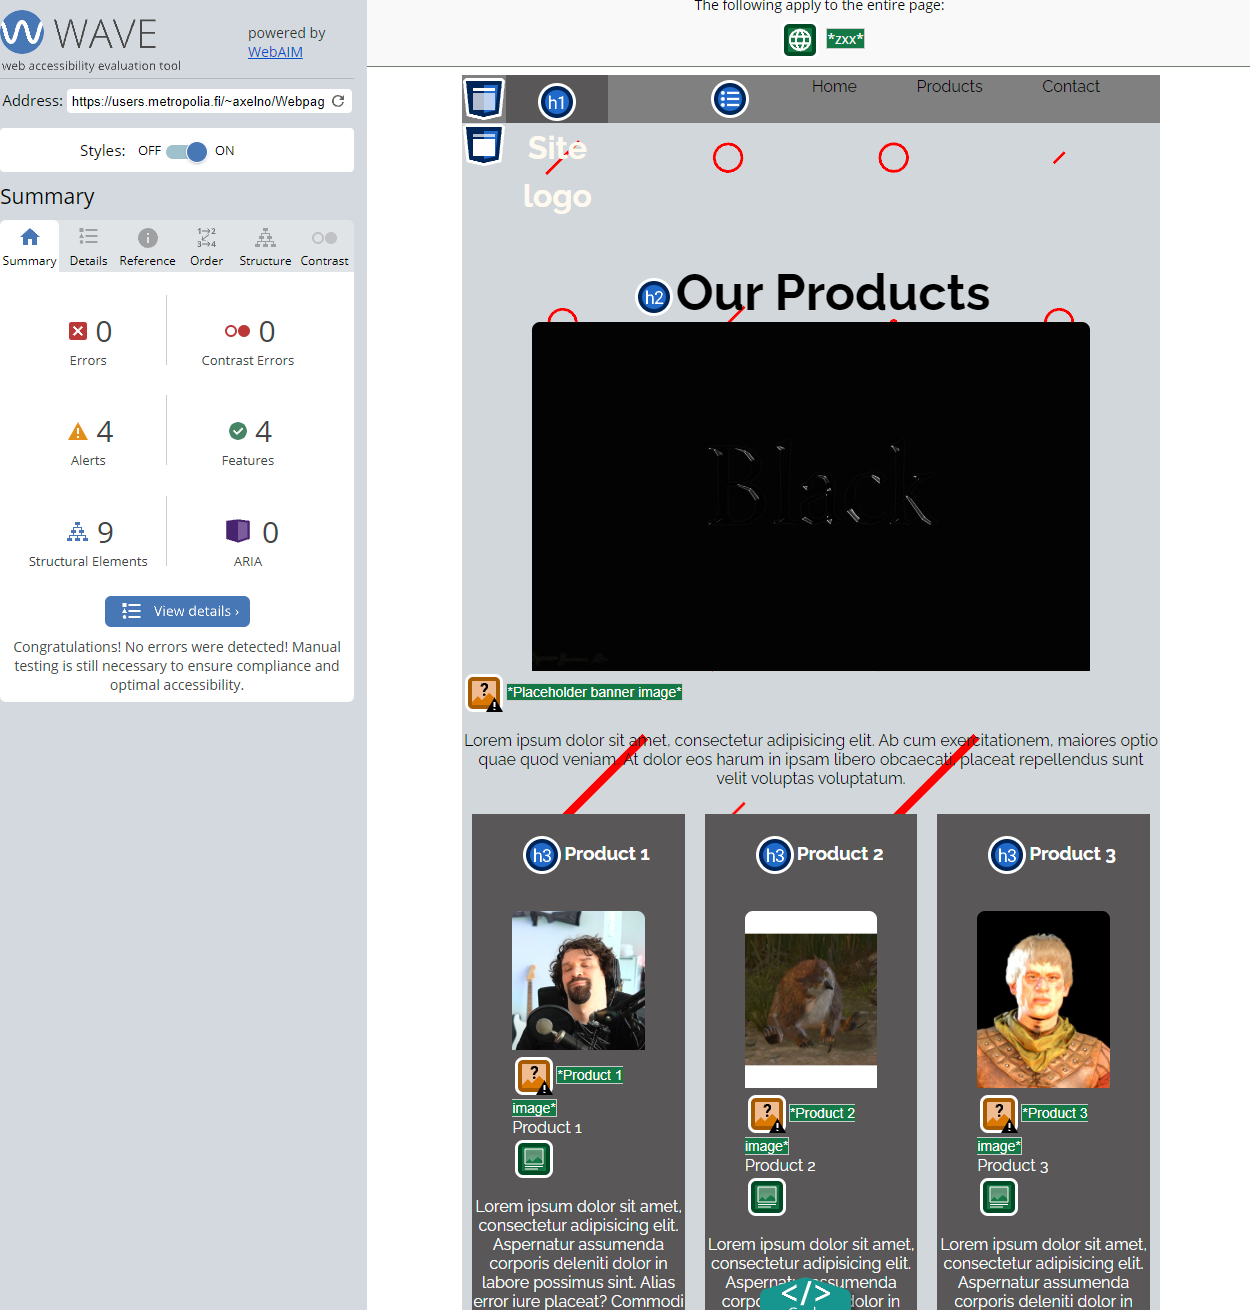 WAVE
web accessibility evaluation tool
powered by
WebAIM
Address: https://users.metropolia.fi/~axelno/Webpag
Styles: OFF ON
Summary
Summary Details Reference Order Structure Contrast
0 Errors
0 Contrast Errors
4 Alerts
4 Features
9 Structural Elements
0 ARIA
View details ›
Congratulations! No errors were detected! Manual
testing is still necessary to ensure compliance and
optimal accessibility.
The following apply to the entire page:
*zxx*
h1
Home Products Contact
Site
logo
h2 Our Products
Black
*Placeholder banner image*
Lorem ipsum dolor sit amet, consectetur adipisicing elit. Ab cum exercitationem, maiores optio
quae quod veniam. At dolor eos harum in ipsam libero obcaecati, placeat repellendus sunt
velit voluptas voluptatum.
h3 Product 1
*Product 1
image*
Product 1
Lorem ipsum dolor sit amet,
consectetur adipisicing elit.
Aspernatur assumenda
corporis deleniti dolor in
labore possimus sint. Alias
error iure placeat? Commodi
h3 Product 2
*Product 2
image*
Product 2
Lorem ipsum dolor sit amet,
consectetur adipisicing elit.
Aspernatur assumenda
dolor in
h3 Product 3
*Product 3
image*
Product 3
Lorem ipsum dolor sit amet,
consectetur adipisicing elit.
Aspernatur assumenda
corporis deleniti dolor in